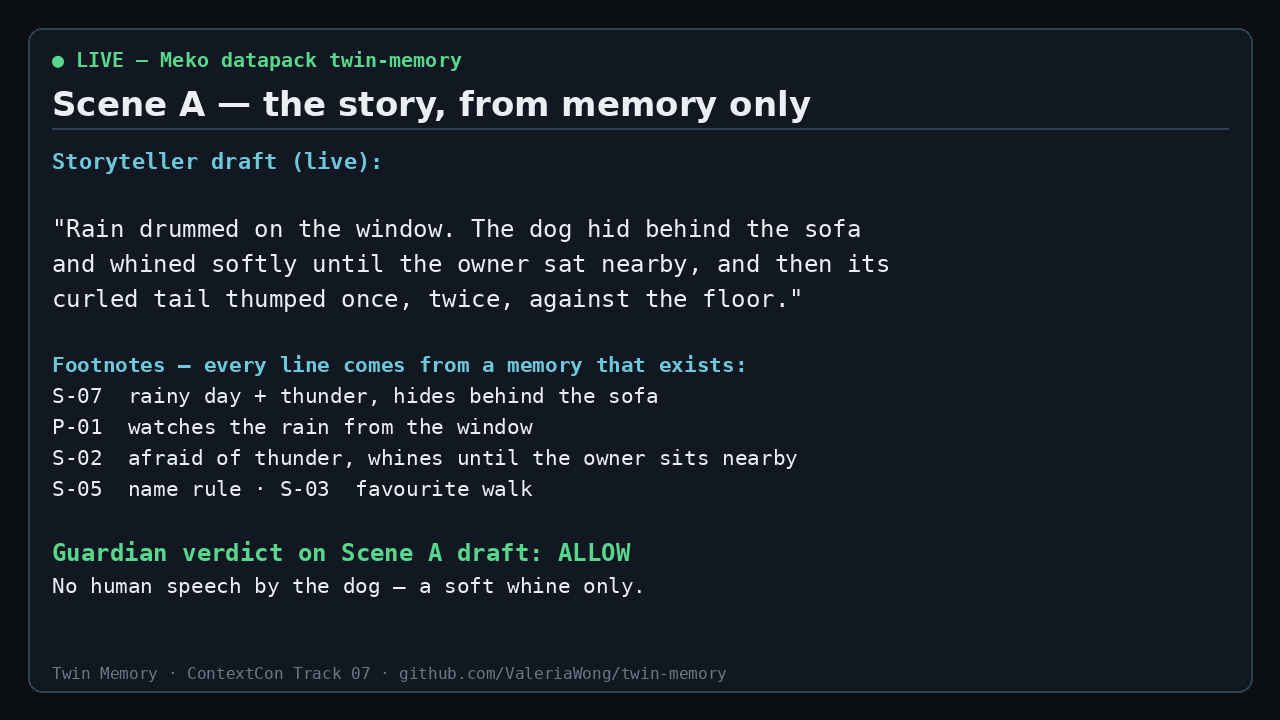 ● LIVE — Meko datapack twin-memory
Scene A — the story, from memory only
Storyteller draft (live):
"Rain drummed on the window. The dog hid behind the sofa
and whined softly until the owner sat nearby, and then its
curled tail thumped once, twice, against the floor."
Footnotes — every line comes from a memory that exists:
S-07  rainy day + thunder, hides behind the sofa
P-01  watches the rain from the window
S-02  afraid of thunder, whines until the owner sits nearby
S-05  name rule · S-03  favourite walk
Guardian verdict on Scene A draft: ALLOW
No human speech by the dog — a soft whine only.
Twin Memory · ContextCon Track 07 · github.com/ValeriaWong/twin-memory